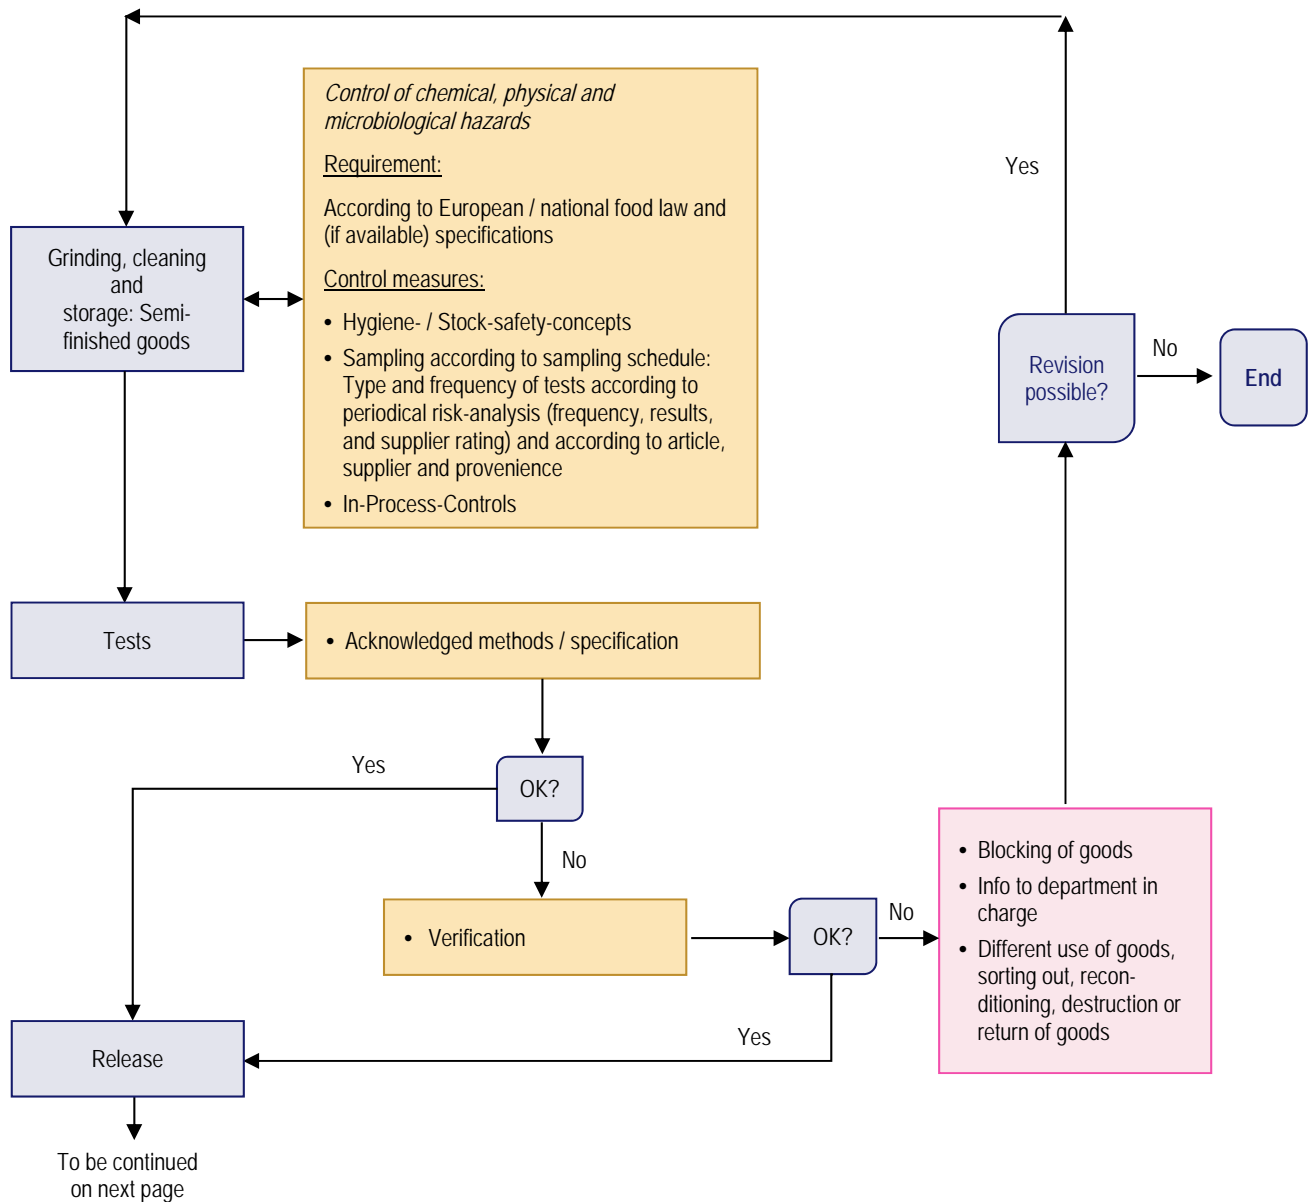 Control of chemical, physical and
microbiological hazards
Requirement:
According to European / national food law and
(if available) specifications
Control measures:
• Hygiene- / Stock-safety-concepts
• Sampling according to sampling schedule:
Type and frequency of tests according to
periodical risk-analysis (frequency, results,
and supplier rating) and according to article,
supplier and provenience
• In-Process-Controls
Yes
Grinding, cleaning
and
storage: Semi-
finished goods
Revision
possible?
No
End
Tests
• Acknowledged methods / specification
Yes
OK?
No
• Verification
OK?
No
• Blocking of goods
• Info to department in
charge
• Different use of goods,
sorting out, recon-
ditioning, destruction or
return of goods
Yes
Release
To be continued
on next page